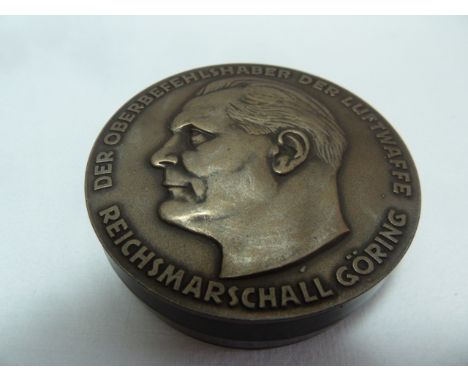 DER OBERBEFEHLSHABER DER LUFTWAFFE
REICHSMARSCHALL GÖRING